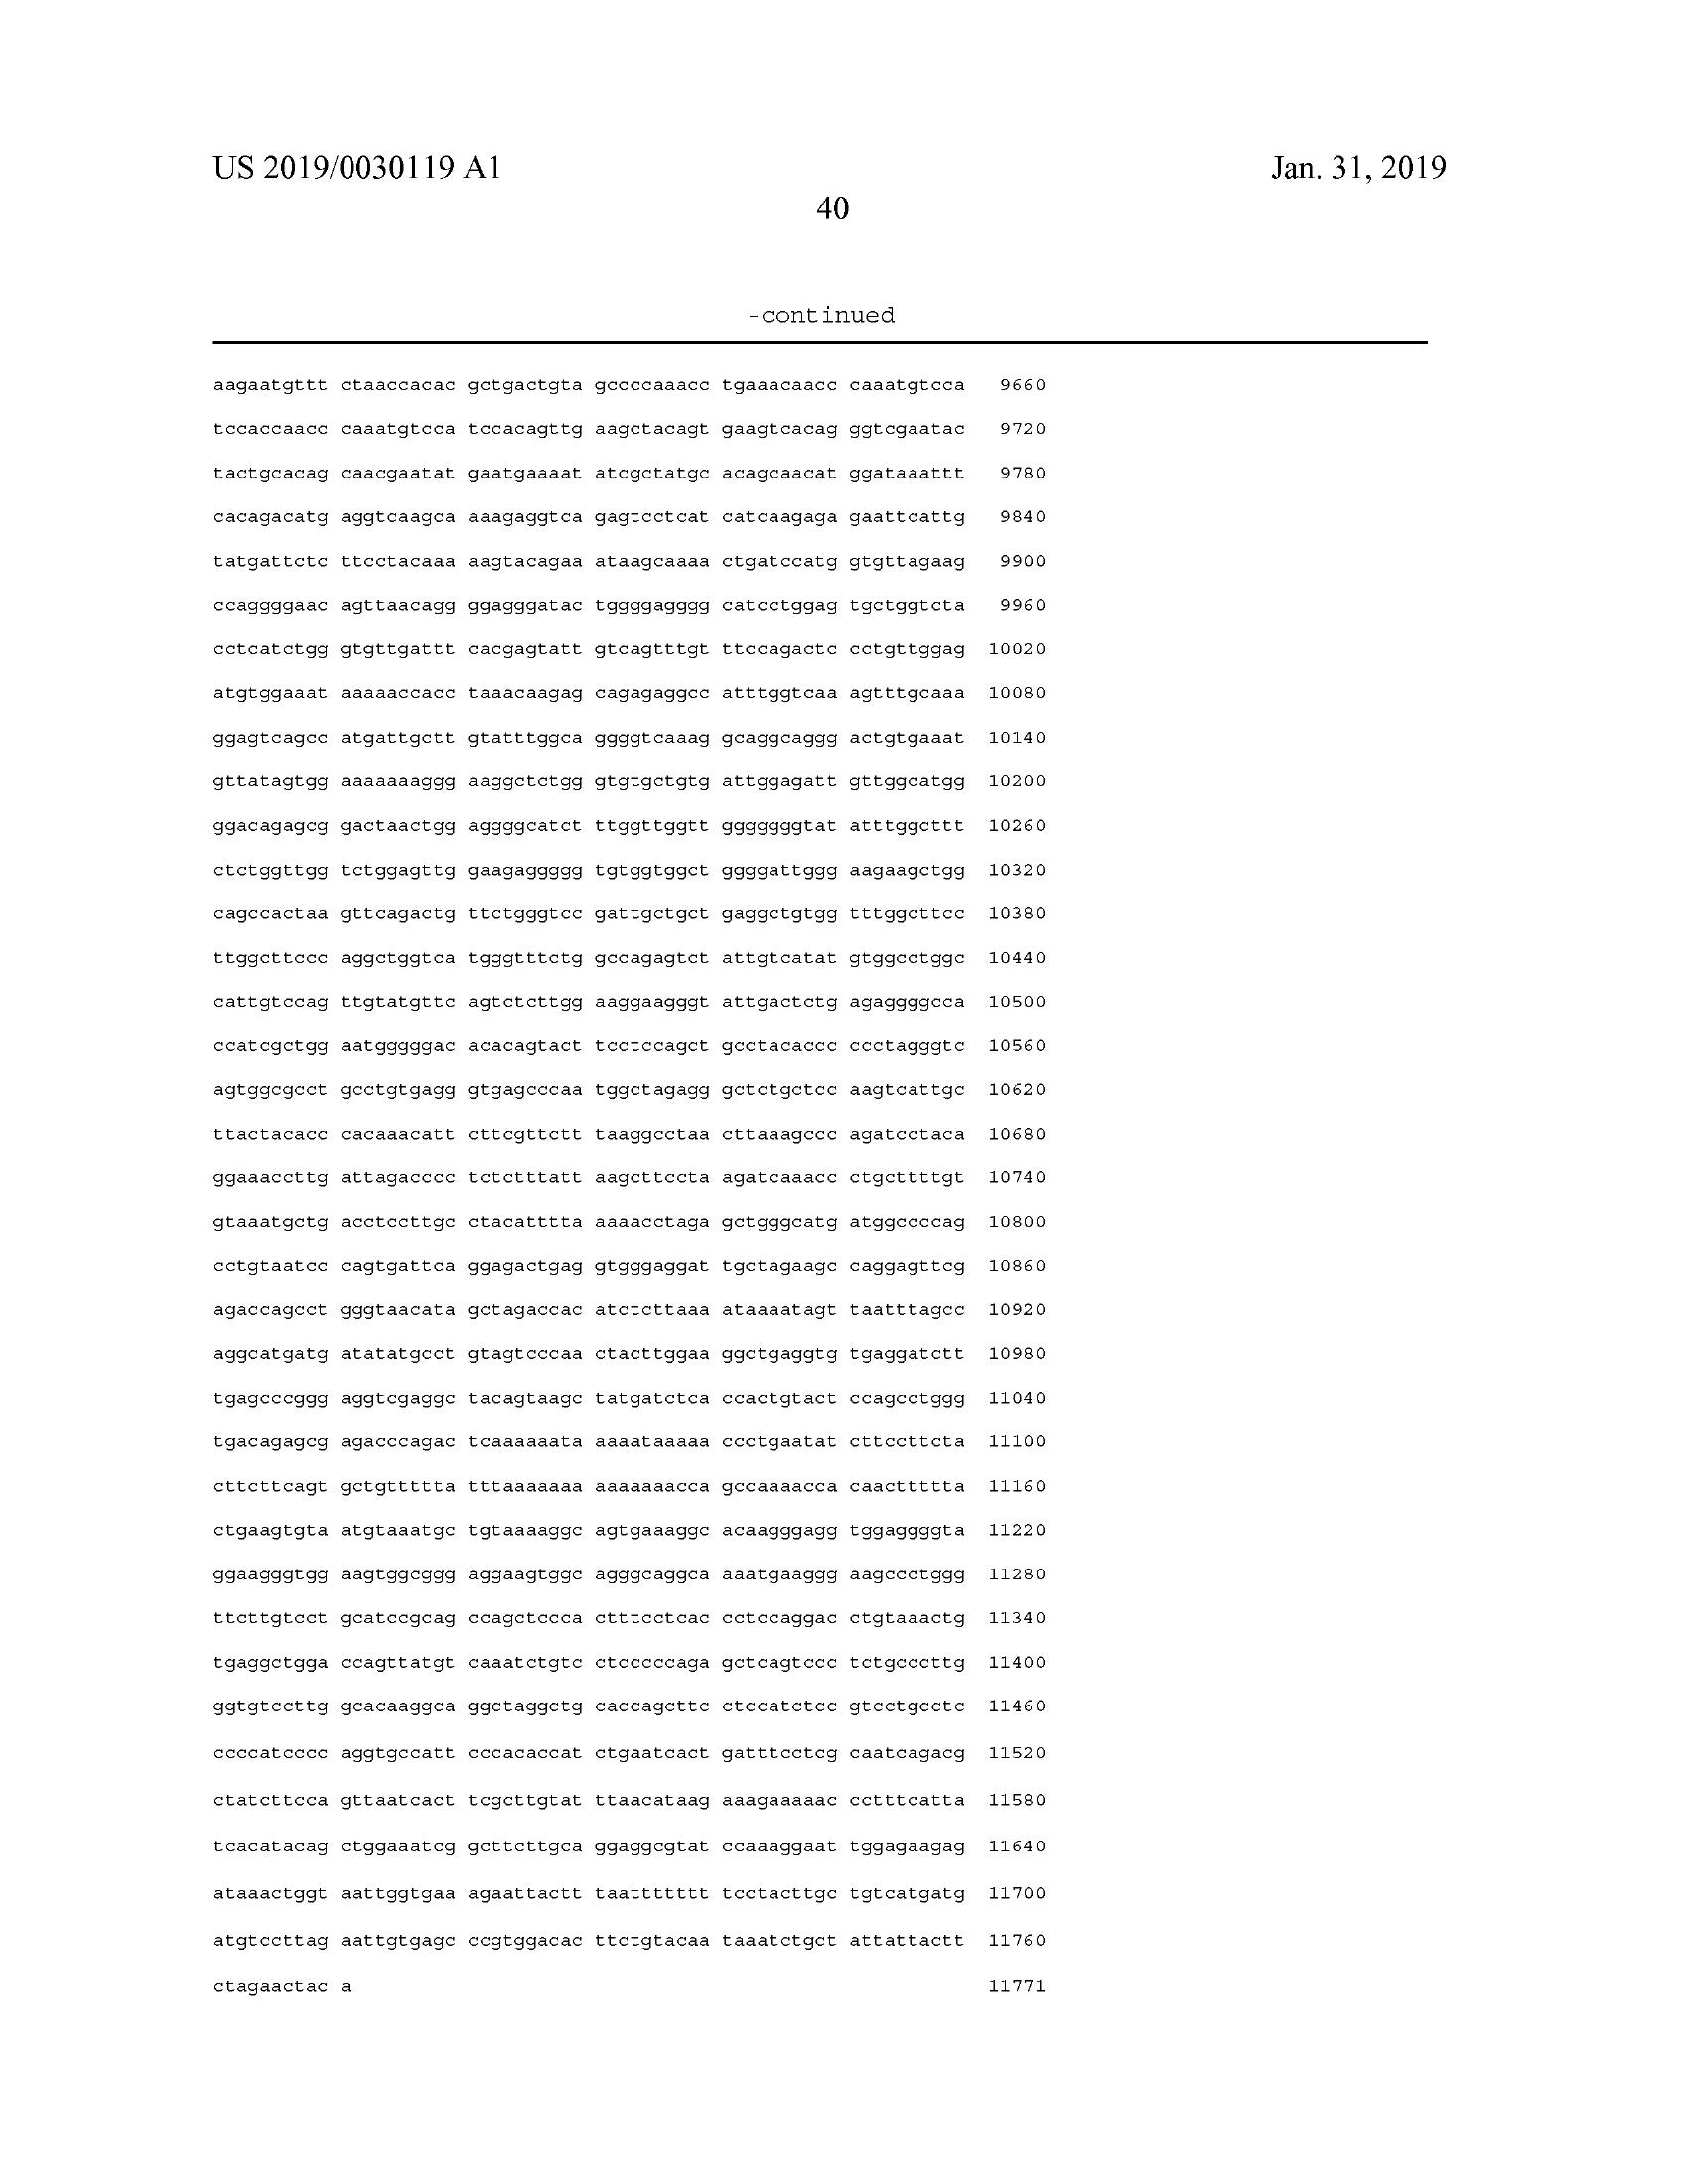 US 2019/0030119 A1 Jan. 31, 2019
40
-continued
aagaatgttt ctaaccacac gctgactgta gccccaaacc tgaaacaacc caaatgtcca 9660
tccaccaacc caaatgtcca tccacagttg aagctacagt gaagtcacag ggtcgaatac 9720
tactgcacag caacgaatat gaatgaaaat atcgctatgc acagcaacat ggataaattt 9780
cacagacatg aggtcaagca aaagaggtca gagtcctcat catcaagaga gaattcattg 9840
tatgattctc ttcctacaaa aagtacagaa ataagcaaaa ctgatccatg gtgttagaag 9900
ccaggggaac agttaacagg ggagggatac tggggagggg catcctggag tgctggtcta 9960
cctcatctgg gtgttgattt cacgagtatt gtcagtttgt ttccagactc cctgttggag 10020
atgtggaaat aaaaaccacc taaacaagag cagagaggcc atttggtcaa agtttgcaaa 10080
ggagtcagcc atgattgctt gtatttggca ggggtcaaag gcaggcaggg actgtgaaat 10140
gttatagtgg aaaaaaaggg aaggctctgg gtgtgctgtg attggagatt gttggcatgg 10200
ggacagagcg gactaactgg aggggcatct ttggttggtt gggggggtat atttggcttt 10260
ctctggttgg tctggagttg gaagaggggg tgtggtggct ggggattggg aagaagctgg 10320
cagccactaa gttcagactg ttctgggtcc gattgctgct gaggctgtgg tttggcttcc 10380
ttggcttccc aggctggtca tgggtttctg gccagagtct attgtcatat gtggcctggc 10440
cattgtccag ttgtatgttc agtctcttgg aaggaagggt attgactctg agaggggcca 10500
ccatcgctgg aatgggggac acacagtact tcctccagct gcctacaccc ccctagggtc 10560
agtggcgcct gcctgtgagg gtgagcccaa tggctagagg gctctgctcc aagtcattgc 10620
ttactacacc cacaaacatt cttcgttctt taaggcctaa cttaaagccc agatcctaca 10680
ggaaaccttg attagacccc tctctttatt aagcttccta agatcaaacc ctgcttttgt 10740
gtaaatgctg acctccttgc ctacatttta aaaacctaga gctgggcatg atggccccag 10800
cctgtaatcc cagtgattca ggagactgag gtgggaggat tgctagaagc caggagttcg 10860
agaccagcct gggtaacata gctagaccac atctcttaaa ataaaatagt taatttagcc 10920
aggcatgatg atatatgcct gtagtcccaa ctacttggaa ggctgaggtg tgaggatctt 10980
tgagcccggg aggtcgaggc tacagtaagc tatgatctca ccactgtact ccagcctggg 11040
tgacagagcg agacccagac tcaaaaaata aaaataaaaa ccctgaatat cttccttcta 11100
cttcttcagt gctgttttta tttaaaaaaa aaaaaaacca gccaaaacca caacttttta 11160
ctgaagtgta atgtaaatgc tgtaaaaggc agtgaaaggc acaagggagg tggaggggta 11220
ggaagggtgg aagtggcggg aggaagtggc agggcaggca aaatgaaggg aagccctggg 11280
ttcttgtcct gcatccgcag ccagctccca ctttcctcac cctccaggac ctgtaaactg 11340
tgaggctgga ccagttatgt caaatctgtc ctcccccaga gctcagtccc tctgcccttg 11400
ggtgtccttg gcacaaggca ggctaggctg caccagcttc ctccatctcc gtcctgcctc 11460
ccccatcccc aggtgccatt cccacaccat ctgaatcact gatttcctcg caatcagacg 11520
ctatcttcca gttaatcact tcgcttgtat ttaacataag aaagaaaaac ccttttcatta 11580
tcacatacag ctggaaatcg gcttcttgca ggaggcgtat ccaaaggaat tggagaagag 11640
ataaactggt aattggtgaa agaattactt taattttttt tcctacttgc tgtcatgatg 11700
atgtccttag aattgtgagc ccgtggacac ttctgtacaa taaatctgct attattactt 11760
ctagaactac a 11771